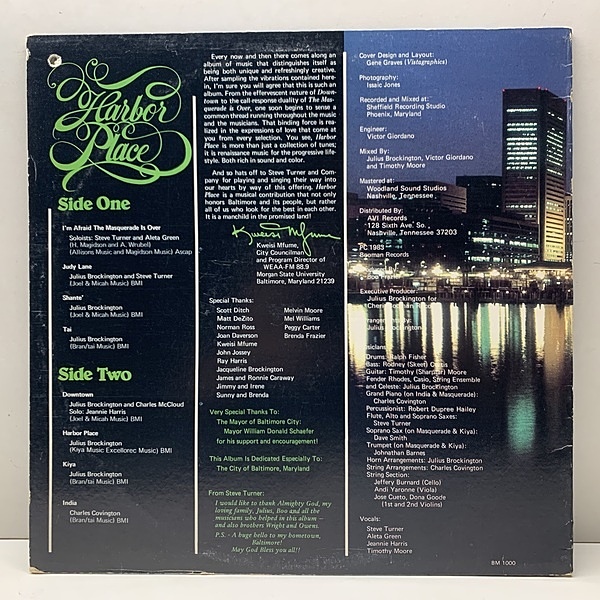 Harbor
Place
Side One
I'm Afraid The Masquerade Is Over
Soloists: Steve Turner and Aleta Green
(H. Magidson and A. Wrubel)
(Allisons Music and Magidson Music) Ascap
Judy Lane
Julius Brockington and Steve Turner
(Joel & Micah Music) BMI
Shante'
Julius Brockington
(Joel & Micah Music) BMI
Tai
Julius Brockington
(Bran/tai Music) BMI
Side Two
Downtown
Julius Brockington and Charles McCloud
Solo: Jeannie Harris
(Joel & Micah Music) BMI
Harbor Place
Julius Brockington
(Kiya Music Excellorec Music) BMI
Kiya
Julius Brockington
(Bran/tai Music) BMI
India
Charles Covington
(Bran/tai Music) BMI
Every now and then there comes along an
album of music that distinguishes itself as
being both unique and refreshingly creative.
After sampling the vibrations contained here-
in, I'm sure you will agree that this is such an
album. From the effervescent nature of Down-
town to the call-response duality of The Mas-
querade is Over, one soon begins to sense a
common thread running throughout the music
and the musicians. That binding force is rea-
lized in the expressions of love that come at
you from every selection. You see, Harbor
Place is more than just a collection of tunes;
it is renaissance music for the progressive life-
style. Both rich in sound and color.
And so hats off to Steve Turner and Com-
pany for playing and singing their way into
our hearts by way of this offering. Harbor
Place is a musical contribution that not only
honors Baltimore and its people, but rather
all of us who look for the best in each other.
It is a manchild in the promised land!
Kweisi Mfume
Kweisi Mfume,
City Councilman
and Program Director of
WEAA-FM 88.9
Morgan State University
Baltimore, Maryland 21239
Special Thanks:
Scott Ditch
Matt DeZito
Norman Ross
Joan Daverson
Kweisi Mfume
John Jossey
Ray Harris
Jacqueline Brockington
James and Ronnie Caraway
Jimmy and Irene
Sunny and Brenda
Melvin Moore
Mel Williams
Peggy Carter
Brenda Frazier
Very Special Thanks To:
The Mayor of Baltimore City:
Mayor William Donald Schaefer
for his support and encouragement!
This Album Is Dedicated Especially To:
The City of Baltimore, Maryland
From Steve Turner:
I would like to thank Almighty God, my
loving family, Julius, Boo and all the
musicians who helped in this album —
and also brothers Wright and Owens.
P.S. - A huge hello to my hometown,
Baltimore!
May God Bless you all!!
Cover Design and Layout:
Gene Graves (Vistagraphics)
Photography:
Issaic Jones
Recorded and Mixed at:
Sheffield Recording Studio
Phoenix, Maryland
Engineer:
Victor Giordano
Mixed By:
Julius Brockington, Victor Giordano
and Timothy Moore
Mastered at:
Woodland Sound Studios
Nashville, Tennessee
Distributed By:
AVI Records
128 Sixth Ave. So.,
Nashville, Tennessee 37203
PC 1983
Booman Records
Executive Producer:
Julius Brockington for
Records
Julius Brockington
Drums: Ralph Fisher
Bass: Rodney (Skeet) Curtis
Guitar: Timothy (Sharper) Moore
Fender Rhodes, Casio, String Ensemble
and Celeste: Julius Brockington
Grand Piano (on India & Masquerade):
Charles Covington
Percussionist: Robert Dupree Hailey
Flute, Alto and Soprano Saxes:
Steve Turner
Soprano Sax (on Masquerade & Kiya):
Dave Smith
Trumpet (on Masquerade & Kiya):
Johnathan Barnes
Horn Arrangements: Julius Brockington
String Arrangements: Charles Covington
String Section:
Jeffery Burnard (Cello)
Andi Yaronne (Viola)
Jose Cueto, Dona Goode
(1st and 2nd Violins)
Vocals:
Steve Turner
Aleta Green
Jeannie Harris
Timothy Moore
BM 1000